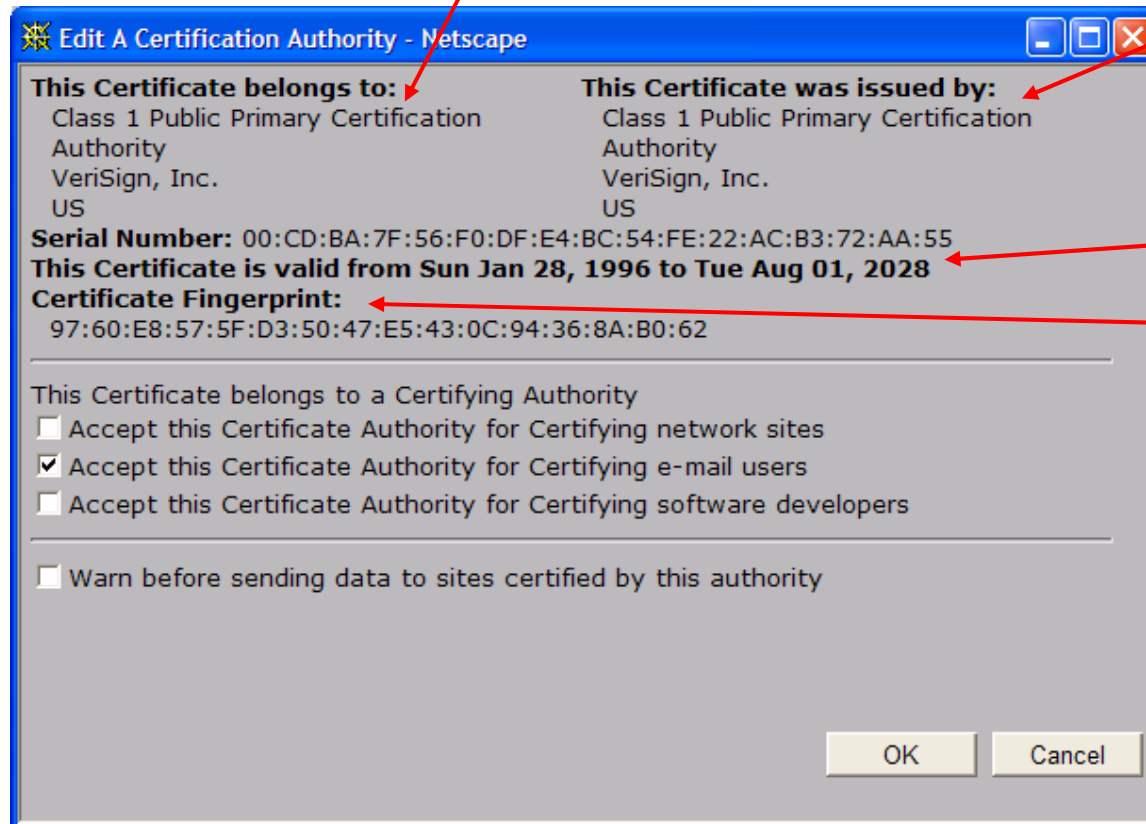 Edit A Certification Authority - Netscape
This Certificate belongs to:
Class 1 Public Primary Certification
Authority
VeriSign, Inc.
US
This Certificate was issued by:
Class 1 Public Primary Certification
Authority
VeriSign, Inc.
US
Serial Number: 00:CD:BA:7F:56:F0:DF:E4:BC:54:FE:22:AC:B3:72:AA:55
This Certificate is valid from Sun Jan 28, 1996 to Tue Aug 01, 2028
Certificate Fingerprint:
97:60:E8:57:5F:D3:50:47:E5:43:0C:94:36:8A:B0:62
This Certificate belongs to a Certifying Authority
Accept this Certificate Authority for Certifying network sites
Accept this Certificate Authority for Certifying e-mail users
Accept this Certificate Authority for Certifying software developers
Warn before sending data to sites certified by this authority
OK
Cancel